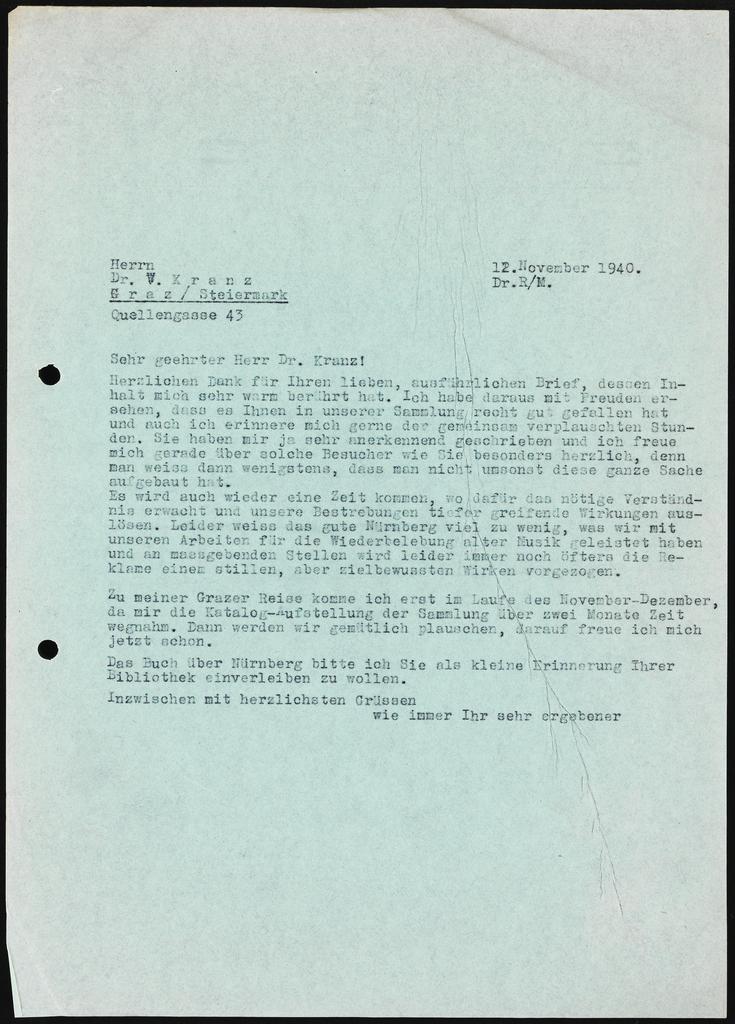 Herrn
12.November 1940.
Dr. W. K r a n z
Dr.R/M.
G r a z / Steiermark
Quellengasse 43
Sehr geehrter Herr Dr. Kranz!
Herzlichen Dank für Ihren lieben, ausführlichen Brief, dessen In-
halt mich sehr warm berührt hat. Ich habe daraus mit Freuden er-
sehen, dass es Ihnen in unserer Sammlung recht gut gefallen hat
und auch ich erinnere mich gerne der gemeinsam verplauschten Stun-
den. Sie haben mir ja sehr anerkennend geschrieben und ich freue
mich gerade über solche Besucher wie Sie besonders herzlich, denn
man weiss dann wenigstens, dass man nicht umsonst diese ganze Sache
aufgebaut hat.
Es wird auch wieder eine Zeit kommen, wo dafür das nötige Verständ-
nis erwacht und unsere Bestrebungen tiefer greifende Wirkungen aus-
lösen. Leider weiss das gute Nürnberg viel zu wenig, was wir mit
unseren Arbeiten für die Wiederbelebung alter Musik geleistet haben
und an massgebenden Stellen wird leider immer noch öfters die Re-
klame einem stillen, aber zielbewussten Wirken vorgezogen.
Zu meiner Grazer Reise komme ich erst im Laufe des November-Dezember,
da mir die Katalog-Aufstellung der Sammlung über zwei Monate Zeit
wegnahm. Dann werden wir gemütlich plauschen, darauf freue ich mich
jetzt schon.
Das Buch über Nürnberg bitte ich Sie als kleine Erinnerung Ihrer
Bibliothek einverleiben zu wollen.
Inzwischen mit herzlichsten Grüssen
wie immer Ihr sehr ergebener